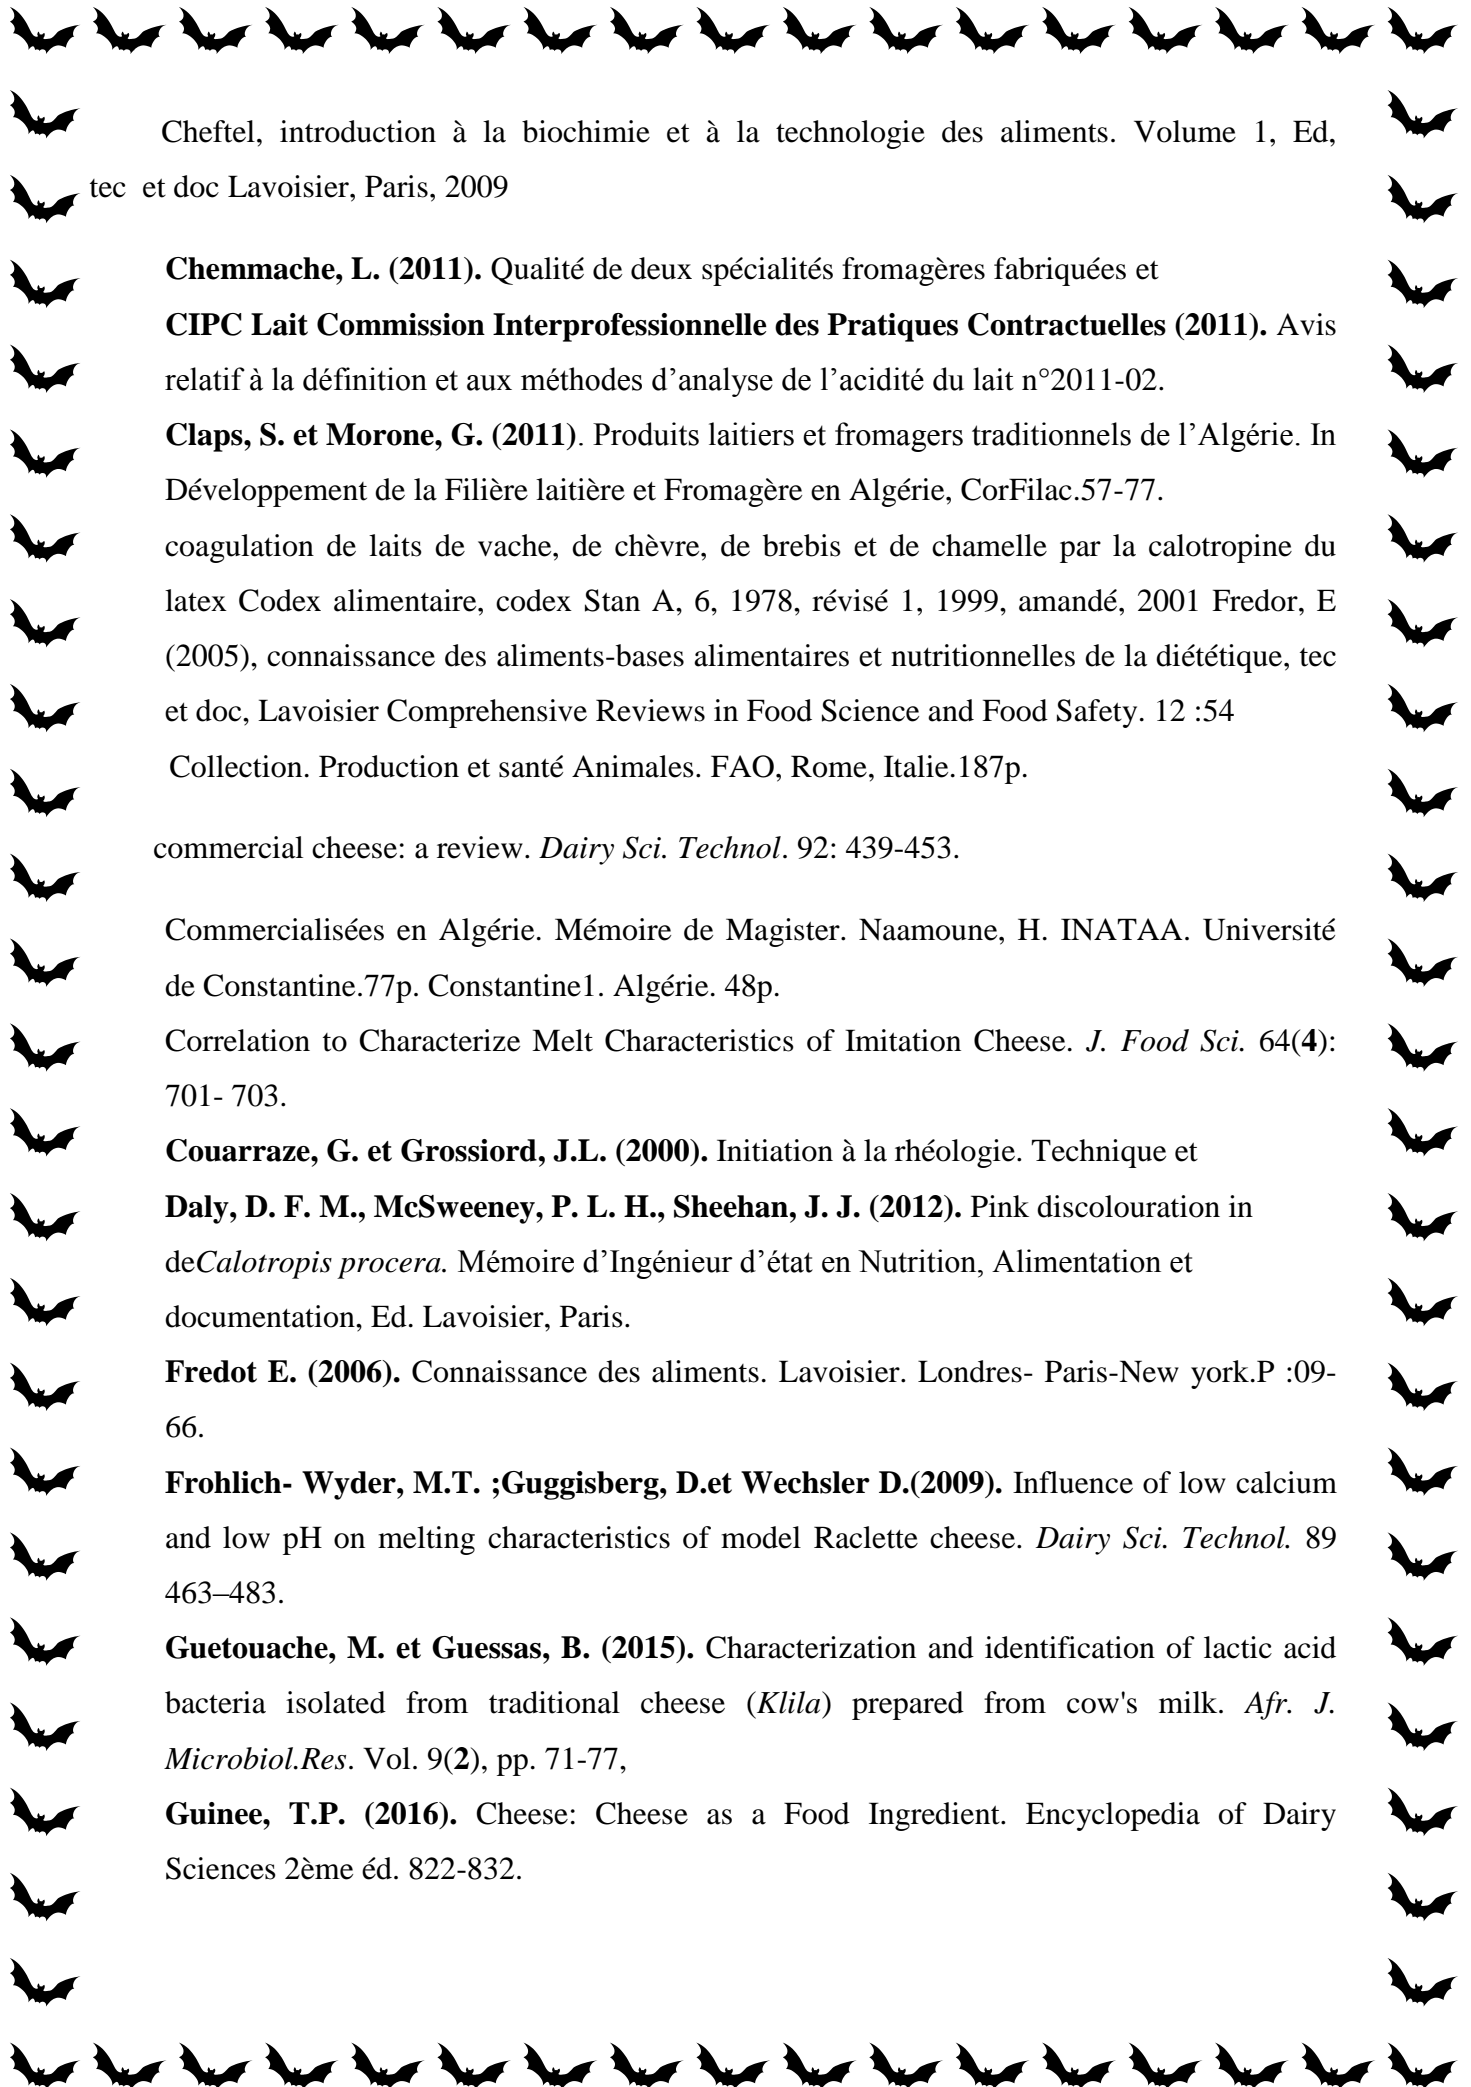 Cheftel, introduction à la biochimie et à la technologie des aliments. Volume 1, Ed,
tec et doc Lavoisier, Paris, 2009
Chemmache, L. (2011). Qualité de deux spécialités fromagères fabriquées et
CIPC Lait Commission Interprofessionnelle des Pratiques Contractuelles (2011). Avis
relatif à la définition et aux méthodes d’analyse de l’acidité du lait n°2011-02.
Claps, S. et Morone, G. (2011). Produits laitiers et fromagers traditionnels de l’Algérie. In
Développement de la Filière laitière et Fromagère en Algérie, CorFilac.57-77.
coagulation de laits de vache, de chèvre, de brebis et de chamelle par la calotropine du
latex Codex alimentaire, codex Stan A, 6, 1978, révisé 1, 1999, amandé, 2001 Fredor, E
(2005), connaissance des aliments-bases alimentaires et nutritionnelles de la diététique, tec
et doc, Lavoisier Comprehensive Reviews in Food Science and Food Safety. 12 :54
Collection. Production et santé Animales. FAO, Rome, Italie.187p.
commercial cheese: a review. Dairy Sci. Technol. 92: 439-453.
Commercialisées en Algérie. Mémoire de Magister. Naamoune, H. INATAA. Université
de Constantine.77p. Constantine1. Algérie. 48p.
Correlation to Characterize Melt Characteristics of Imitation Cheese. J. Food Sci. 64(4):
701- 703.
Couarraze, G. et Grossiord, J.L. (2000). Initiation à la rhéologie. Technique et
Daly, D. F. M., McSweeney, P. L. H., Sheehan, J. J. (2012). Pink discolouration in
deCalotropis procera. Mémoire d’Ingénieur d’état en Nutrition, Alimentation et
documentation, Ed. Lavoisier, Paris.
Fredot E. (2006). Connaissance des aliments. Lavoisier. Londres- Paris-New york.P :09-
66.
Frohlich- Wyder, M.T. ;Guggisberg, D.et Wechsler D.(2009). Influence of low calcium
and low pH on melting characteristics of model Raclette cheese. Dairy Sci. Technol. 89
463–483.
Guetouache, M. et Guessas, B. (2015). Characterization and identification of lactic acid
bacteria isolated from traditional cheese (Klila) prepared from cow's milk. Afr. J.
Microbiol.Res. Vol. 9(2), pp. 71-77,
Guinee, T.P. (2016). Cheese: Cheese as a Food Ingredient. Encyclopedia of Dairy
Sciences 2ème éd. 822-832.